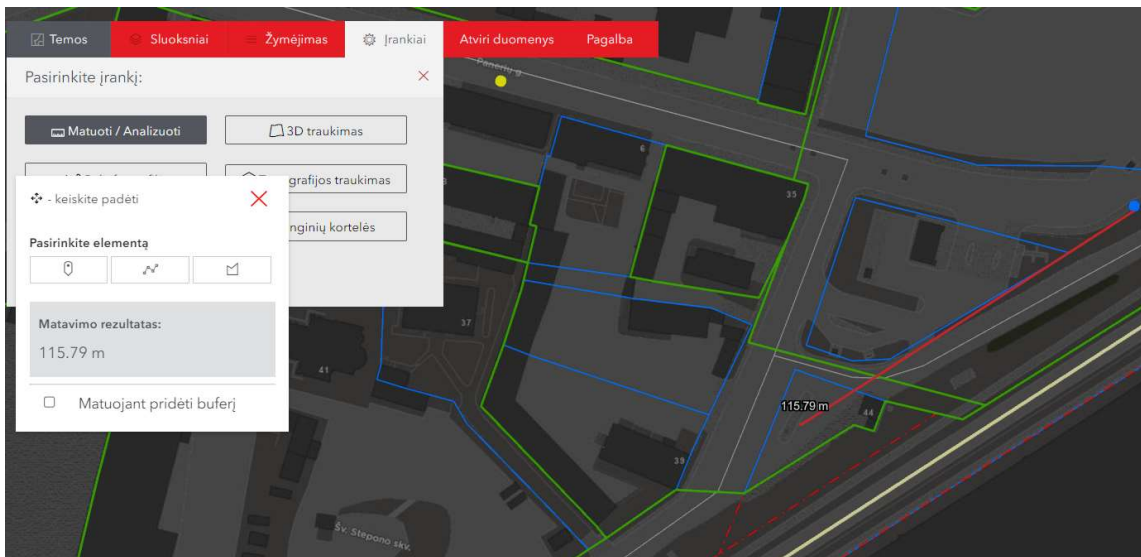 Temos Sluoksniai Žymėjimas Įrankiai Atviri duomenys Pagalba
Pasirinkite įrankį:
Matuoti / Analizuoti 3D traukimas
grafijos traukimas
- keiskite padėti
nginių kortelės
Pasirinkite elementą
Matavimo rezultatas:
115.79 m
Matuojant pridėti buferį
Panerių g
6
35
37
41
115.79 m
44
39
Šv. Stepono skv.